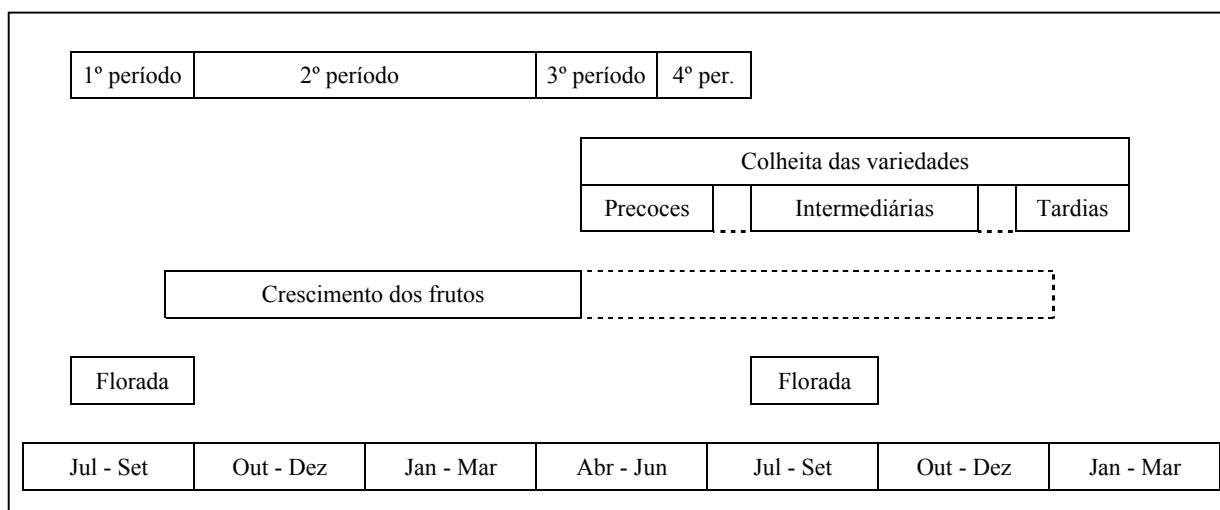 1º período 2º período 3º período 4º per.
Colheita das variedades
Precoces Intermediárias Tardias
Crescimento dos frutos
Florada Florada
Jul - Set Out - Dez Jan - Mar Abr - Jun Jul - Set Out - Dez Jan - Mar